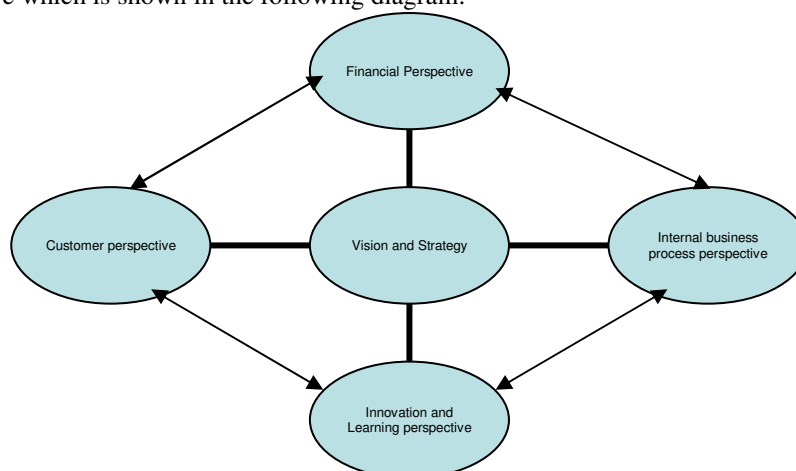 which is shown in the following diagram.
Financial Perspective
Customer perspective
Vision and Strategy
Internal business
process perspective
Innovation and
Learning perspective